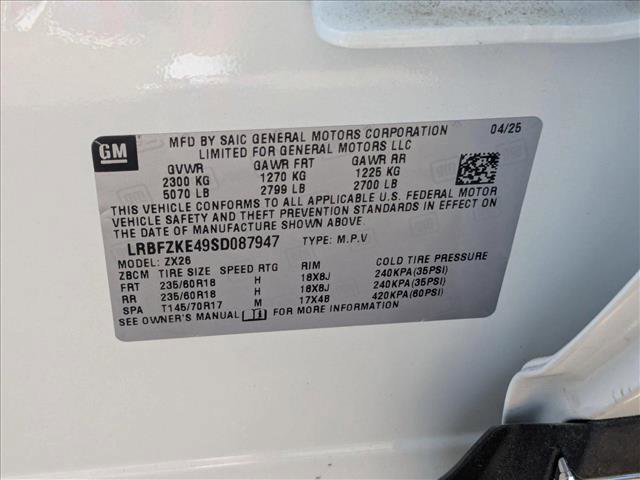 GM
MFD BY SAIC GENERAL MOTORS CORPORATION 04/25
LIMITED FOR GENERAL MOTORS LLC
GVWR GAWR FRT GAWR RR
2300 KG 1270 KG 1225 KG
5070 LB 2799 LB 2700 LB
THIS VEHICLE CONFORMS TO ALL APPLICABLE U.S. FEDERAL MOTOR
VEHICLE SAFETY AND THEFT PREVENTION STANDARDS IN EFFECT ON
THE DATE OF MANUFACTURE SHOWN ABOVE.
LRBFZKE49SD087947 TYPE: M.P.V
MODEL: ZX26
ZBCM TIRE SIZE SPEED RTG RIM COLD TIRE PRESSURE
FRT 235/60R18 H 18X8J 240KPA(35PSI)
RR 235/60R18 H 18X8J 240KPA(35PSI)
SPA T145/70R17 M 17X4B 420KPA(60PSI)
SEE OWNER'S MANUAL FOR MORE INFORMATION